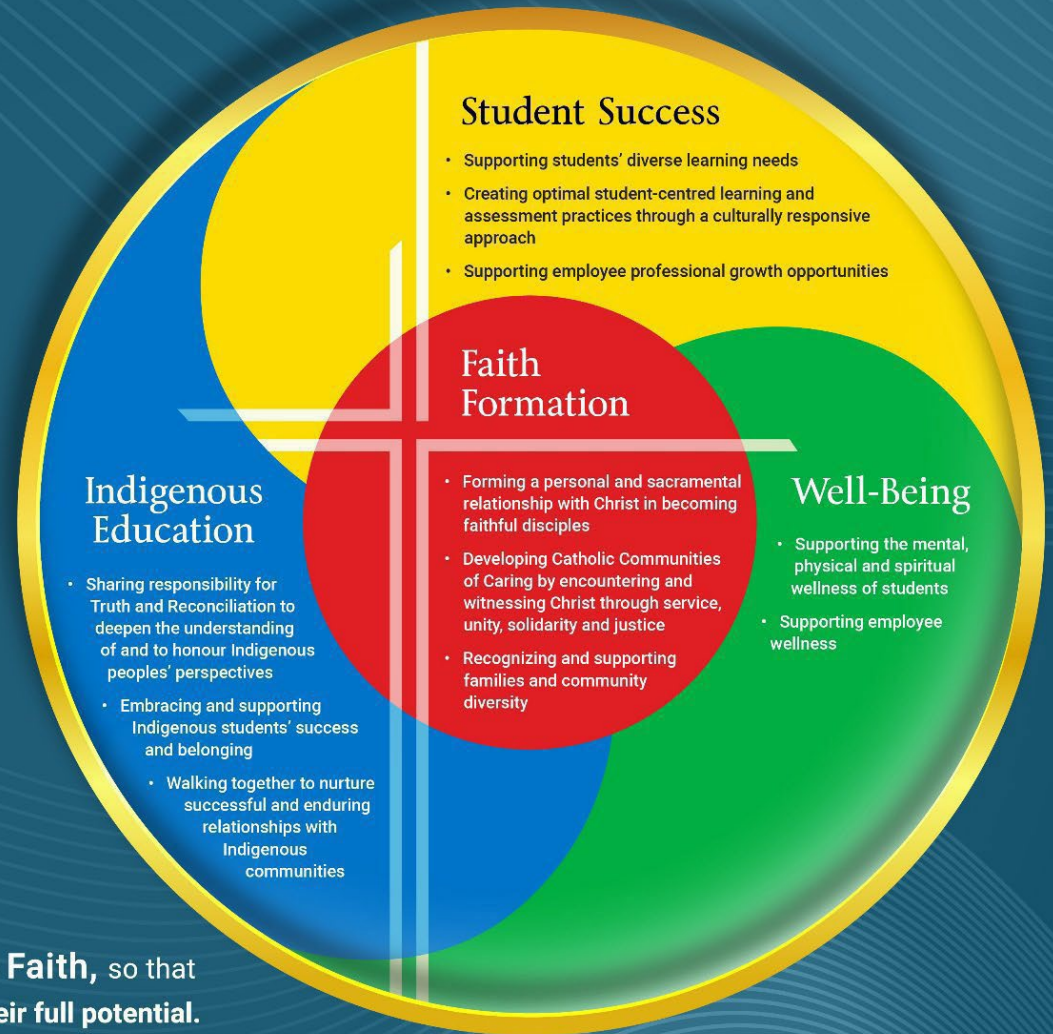 Student Success
• Supporting students’ diverse learning needs
• Creating optimal student-centred learning and
assessment practices through a culturally responsive
approach
• Supporting employee professional growth opportunities
Faith
Formation
• Forming a personal and sacramental
relationship with Christ in becoming
faithful disciples
• Developing Catholic Communities
of Caring by encountering and
witnessing Christ through service,
unity, solidarity and justice
• Recognizing and supporting
families and community
diversity
Indigenous
Education
• Sharing responsibility for
Truth and Reconciliation to
deepen the understanding
of and to honour Indigenous
peoples’ perspectives
• Embracing and supporting
Indigenous students’ success
and belonging
• Walking together to nurture
successful and enduring
relationships with
Indigenous
communities
Well-Being
• Supporting the mental,
physical and spiritual
wellness of students
• Supporting employee
wellness
Faith, so that
full potential.